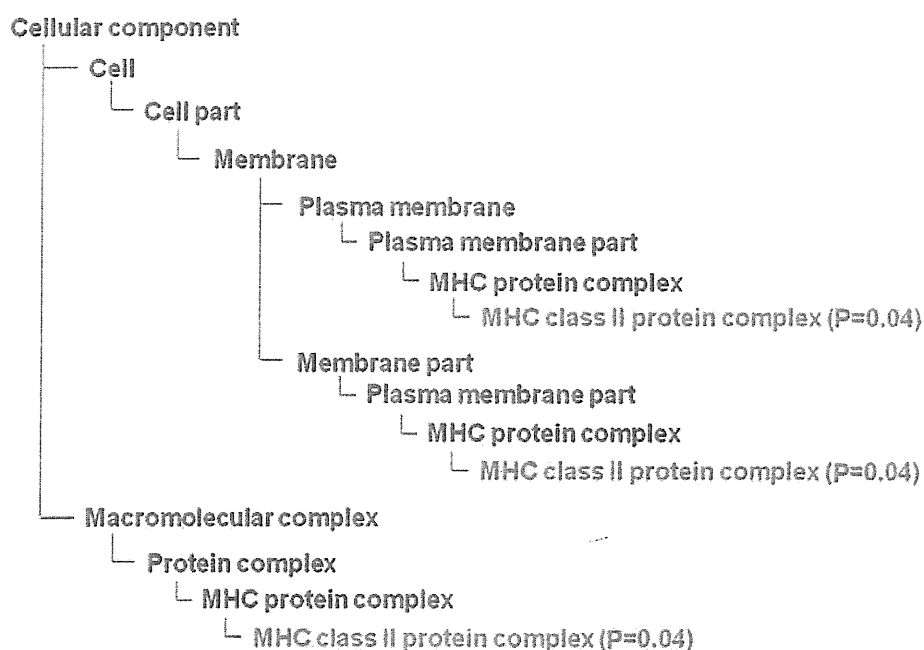 Cellular component
Cell
Cell part
Membrane
Plasma membrane
Plasma membrane part
MHC protein complex
MHC class II protein complex (P=0.04)
Membrane part
Plasma membrane part
MHC protein complex
MHC class II protein complex (P=0.04)
Macromolecular complex
Protein complex
MHC protein complex
MHC class II protein complex (P=0.04)